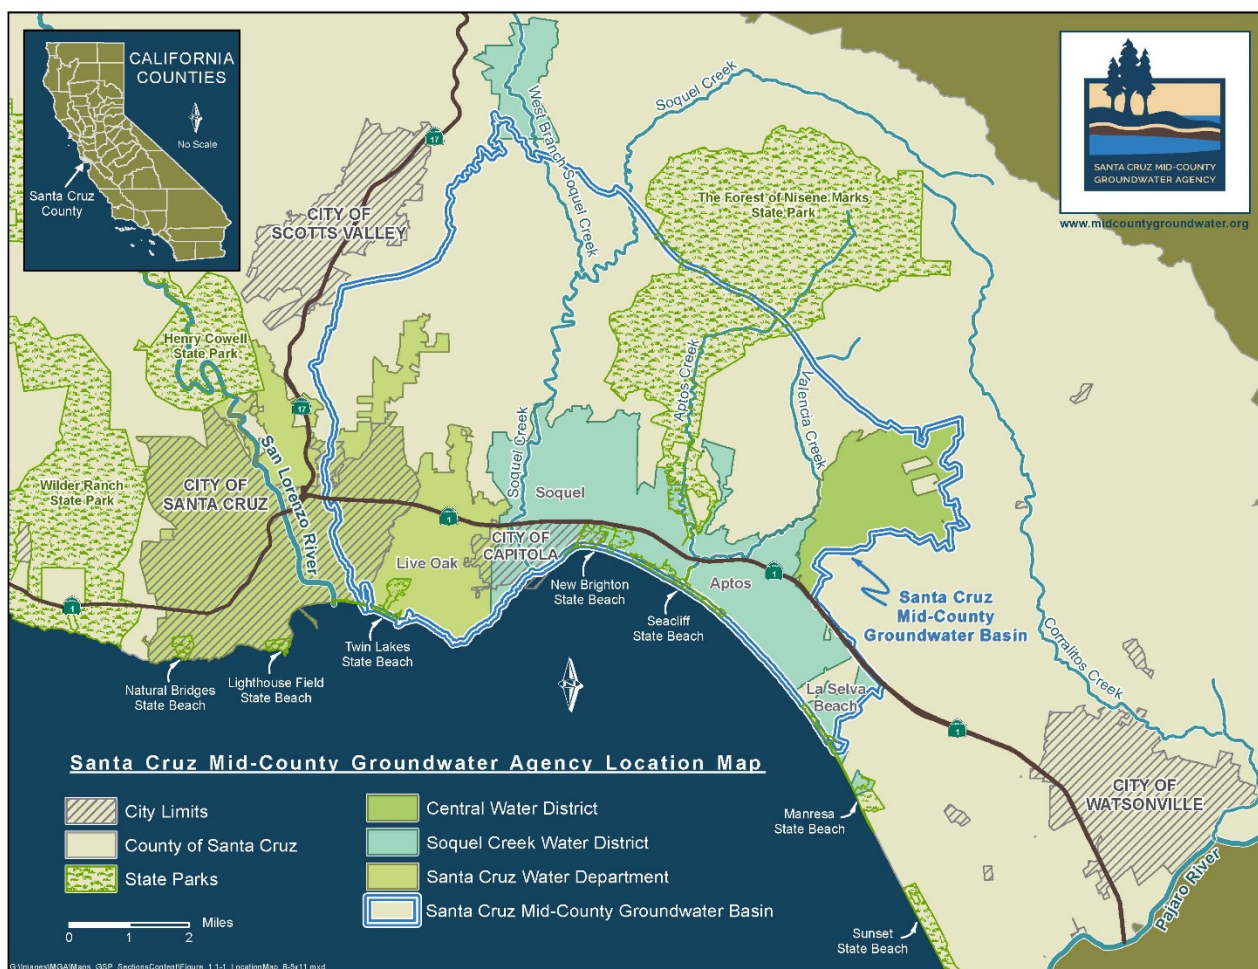 CALIFORNIA
COUNTIES
No Scale
Santa Cruz
County
17
CITY OF
SCOTTS VALLEY
West Branch Soquel Creek
Soquel Creek
The Forest of Nisene Marks
State Park
SANTA CRUZ MID-COUNTY
GROUNDWATER AGENCY
www.midcountygroundwater.org
Henry Cowell
State Park
17
Aptos Creek
Valencia Creek
Soquel Creek
San Lorenzo River
Wilder Ranch
State Park
CITY OF
SANTA CRUZ
Soquel
1
Live Oak
CITY OF
CAPITOLA
New Brighton
State Beach
Aptos
1
Santa Cruz
Mid-County
Groundwater Basin
Corralitos Creek
1
Seacliff
State Beach
Twin Lakes
State Beach
Lighthouse Field
State Beach
Natural Bridges
State Beach
La Selva
Beach
1
CITY OF
WATSONVILLE
Manresa
State Beach
Pajaro River
Sunset
State Beach
Santa Cruz Mid-County Groundwater Agency Location Map
City Limits
County of Santa Cruz
State Parks
Central Water District
Soquel Creek Water District
Santa Cruz Water Department
Santa Cruz Mid-County Groundwater Basin
Miles
0 1 2